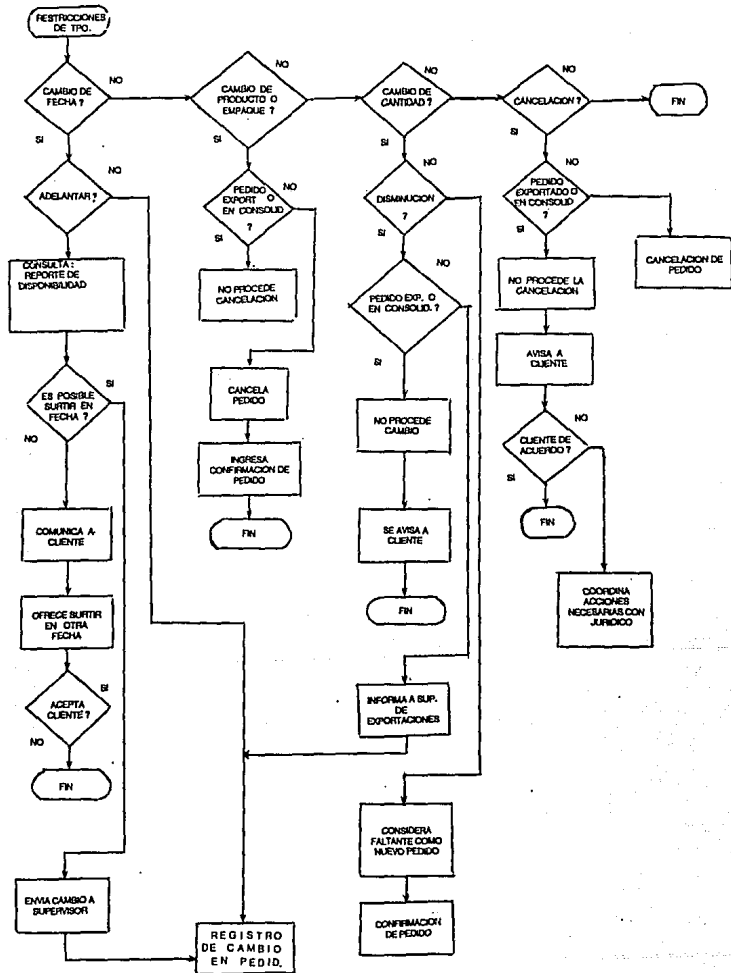 RESTRICCIONES
DE TPO.
CAMBIO DE
FECHA ?
NO
SI
CAMBIO DE
PRODUCTO O
EMPAQUE ?
NO
SI
CAMBIO DE
CANTIDAD ?
NO
SI
CANCELACION ?
NO
SI
FIN
ADELANTAR ?
NO
SI
PEDIDO
EXPORT O
EN CONSOLID
?
NO
SI
DISMINUCION
?
NO
SI
PEDIDO
EXPORTADO O
EN CONSOLID
?
NO
SI
CANCELACION DE
PEDIDO
CONSULTA :
REPORTE DE
DISPONIBILIDAD
NO PROCEDE
CANCELACION
PEDIDO EXP. O
EN CONSOLID. ?
NO
SI
NO PROCEDE LA
CANCELACION
AVISA A
CLIENTE
ES POSIBLE
SURTIR EN
FECHA ?
SI
NO
CANCELA
PEDIDO
NO PROCEDE
CAMBIO
CLIENTE DE
ACUERDO ?
NO
SI
INGRESA
CONFIRMACION DE
PEDIDO
FIN
SE AVISA A
CLIENTE
FIN
FIN
COMUNICA A-
CLIENTE
OFRECE SURTIR
EN OTRA
FECHA
COORDINA
ACCIONES
NECESARIAS CON
JURIDICO
ACEPTA
CLIENTE ?
SI
NO
FIN
INFORMA A SUP.
DE
EXPORTACIONES
CONSIDERA
FALTANTE COMO
NUEVO PEDIDO
CONFIRMACION
DE PEDIDO
ENVIA CAMBIO A
SUPERVISOR
REGISTRO
DE CAMBIO
EN PEDID.